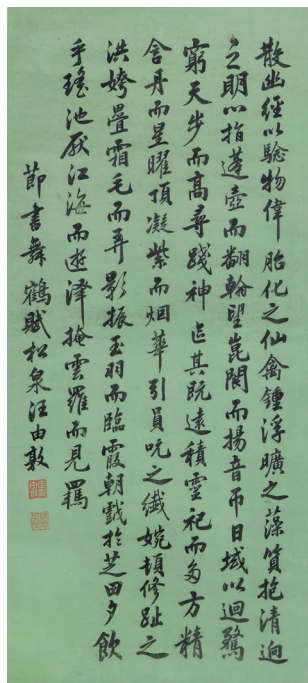 散幽經以驗物偉胎化之仙禽鍾浮曠之藻質抱清迥
之明心指蓬壺而翻翰望崑閬而揚音帀日域以迴鶩
窮天步而高尋踐神區其既遠積靈祀而多方精
含丹而星曜頂凝紫而烟華引員吭之纖婉頓修趾之
洪姱疊霜毛而弄影振玉羽而臨霞朝戲於芝田夕飲
乎瑤池厭江海而遊澤掩雲羅而見羈
節書舞鶴賦松泉汪由敦